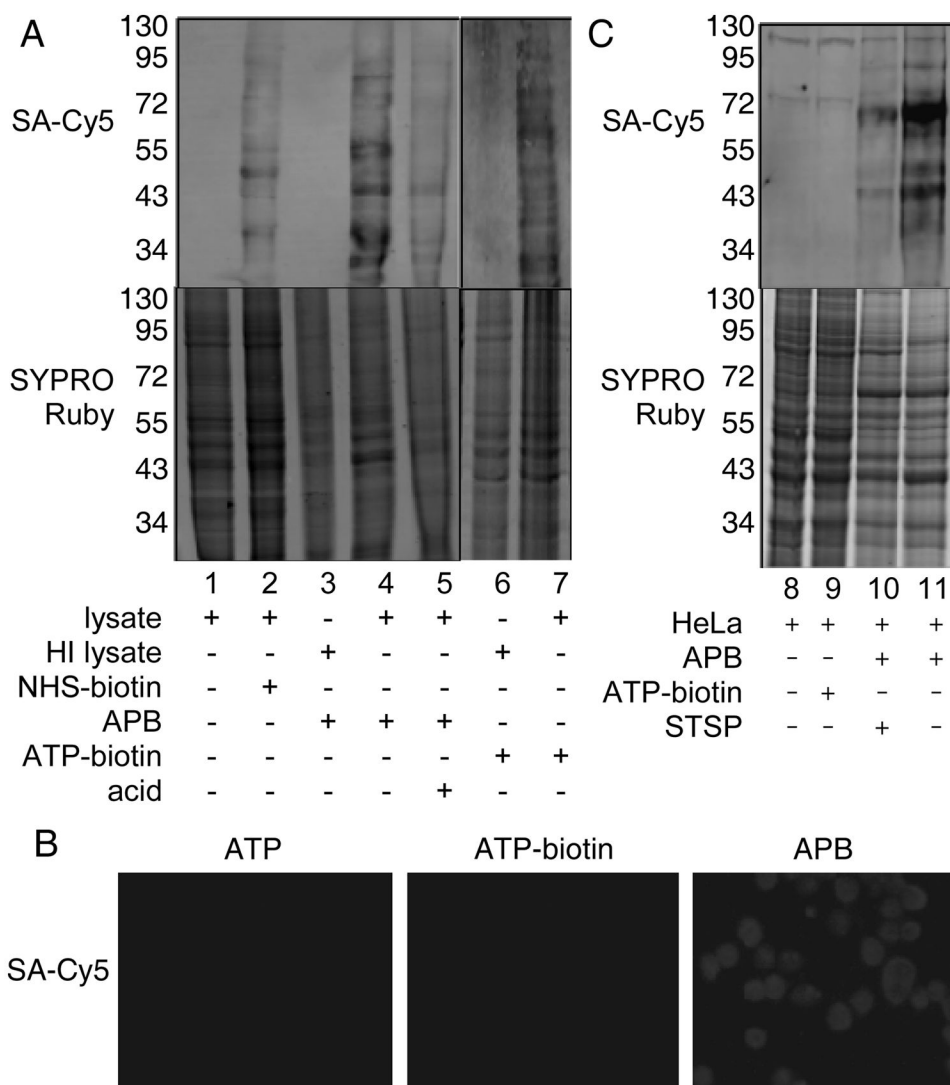 A
SA-Cy5
130
95
72
55
43
34
SYPRO
Ruby
130
95
72
55
43
34
1 2 3 4 5 6 7
lysate + + - + + - +
HI lysate - - + - - + -
NHS-biotin - + - - - - -
APB - - + + + - -
ATP-biotin - - - - - + +
acid - - - - + - -
C
SA-Cy5
130
95
72
55
43
34
SYPRO
Ruby
130
95
72
55
43
34
8 9 10 11
HeLa + + + +
APB - - + +
ATP-biotin - + - -
STSP - - + -
B
ATP ATP-biotin APB
SA-Cy5